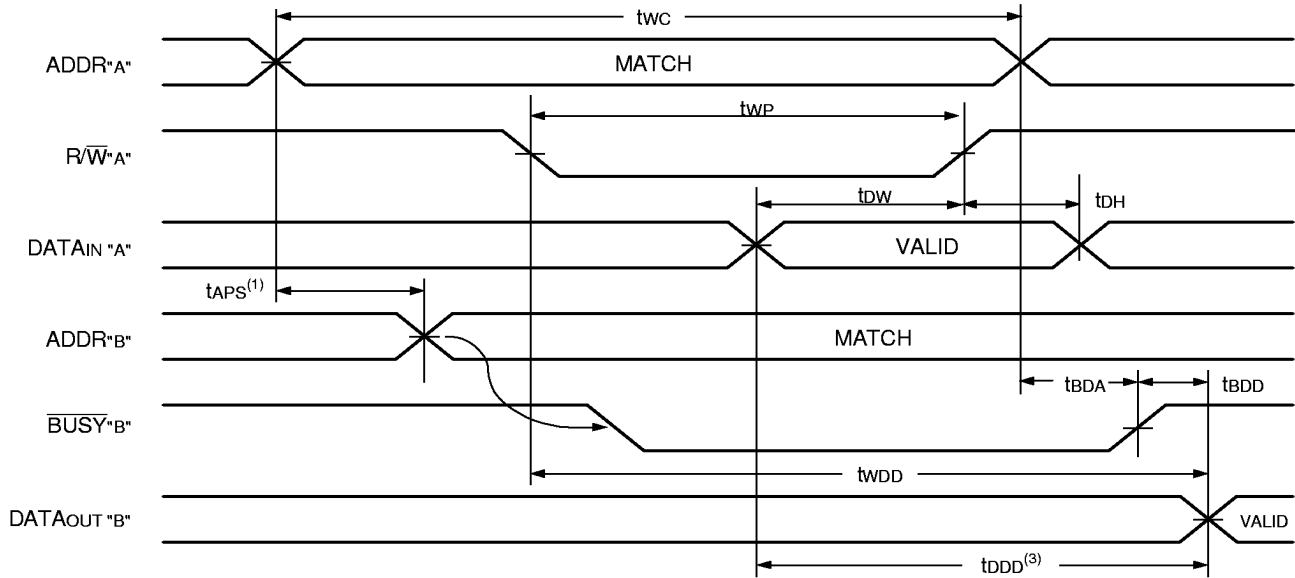 tWC
ADDR"A"
MATCH
tWP
R/W̅"A"
tDW
tDH
DATAIN "A"
VALID
tAPS(1)
ADDR"B"
MATCH
tBDA
tBDD
B̅U̅S̅Y̅"B"
tWDD
DATAOUT "B"
VALID
tDDD(3)